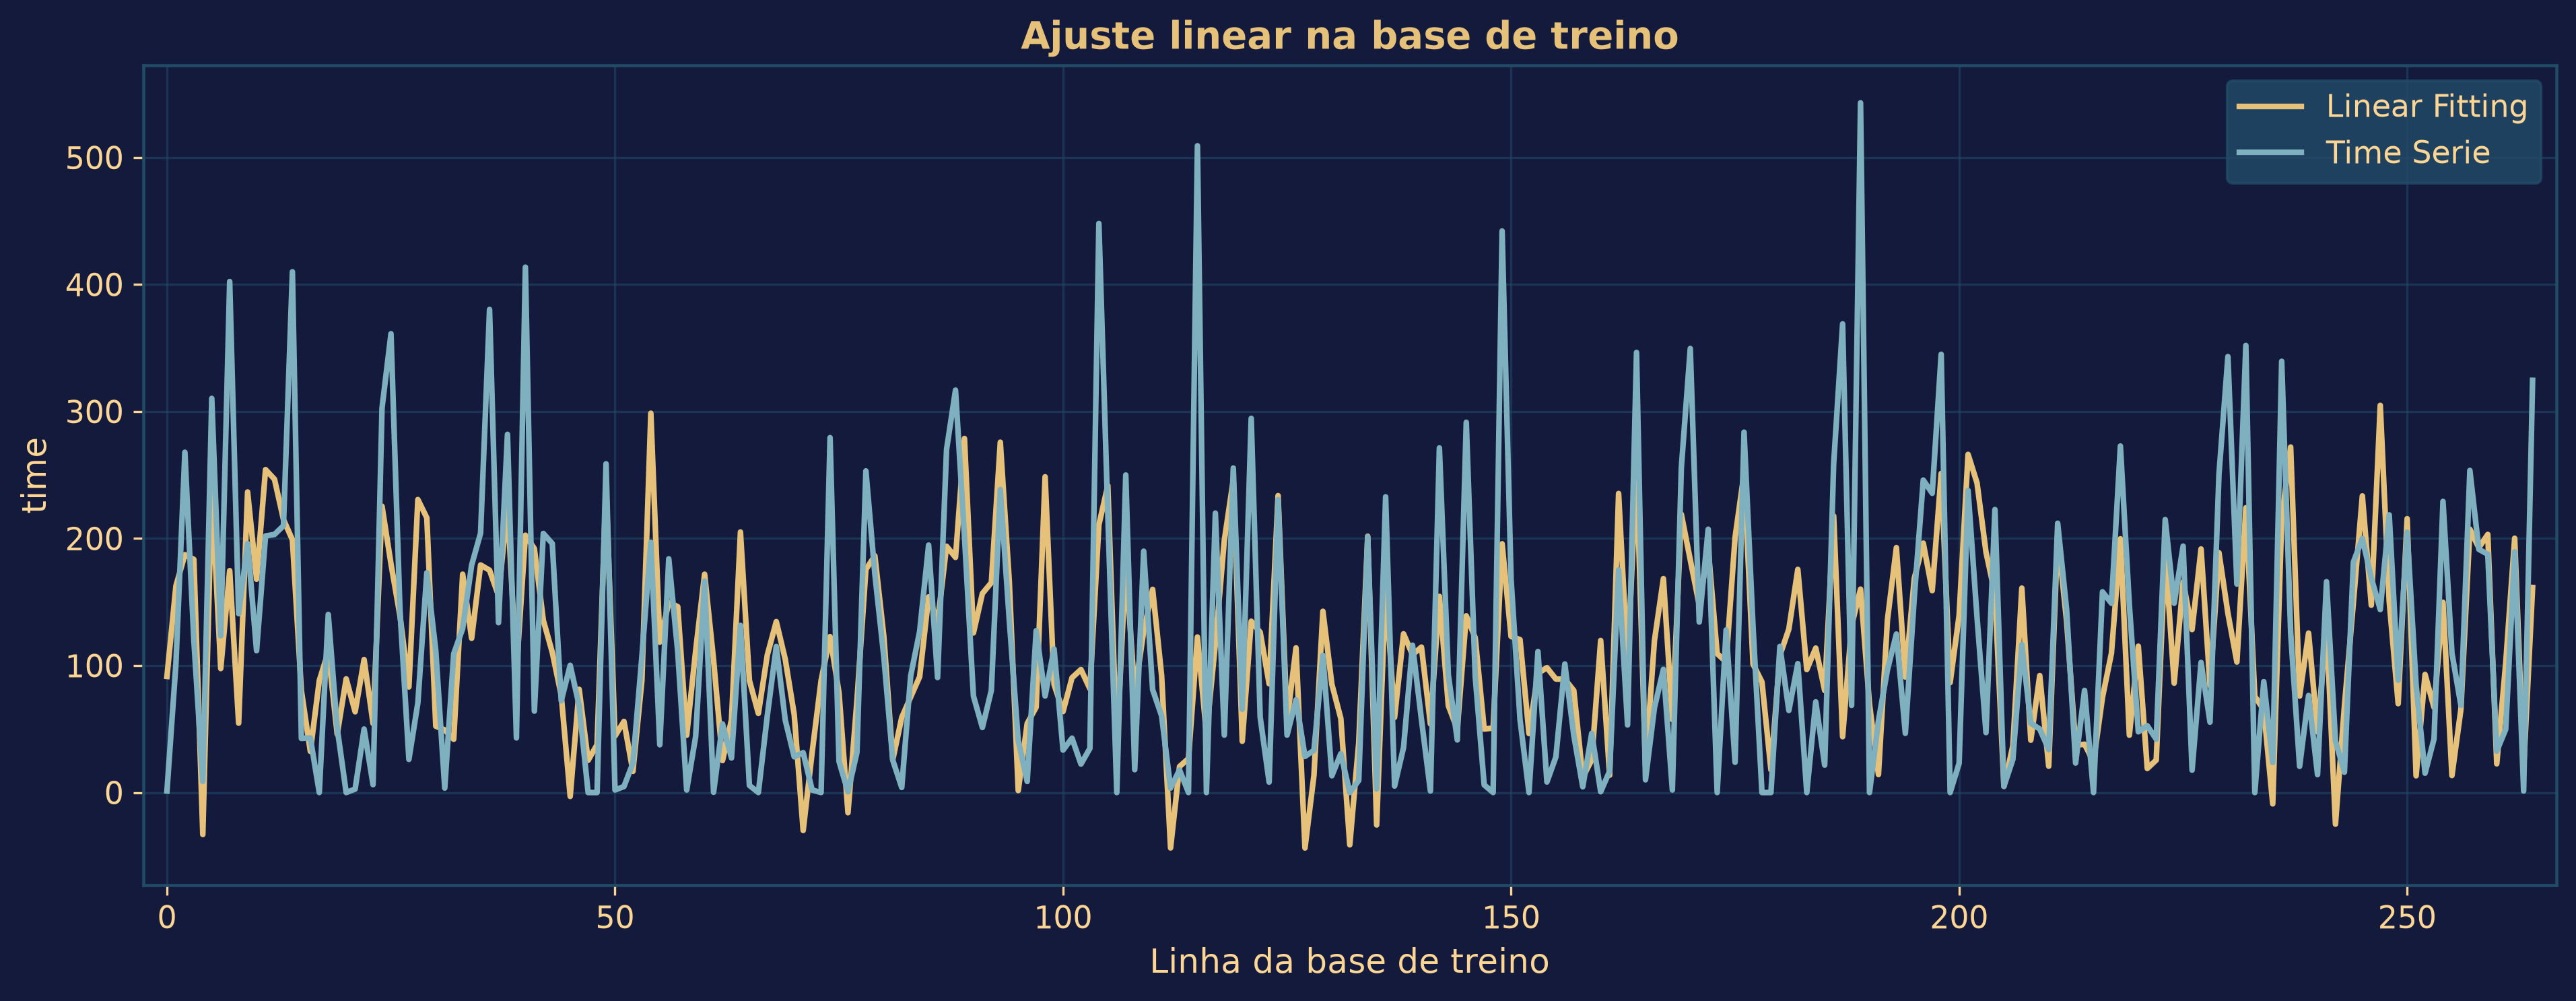 Ajuste linear na base de treino
Linear Fitting
Time Serie
500
400
300
200
100
0
time
0 50 100 150 200 250
Linha da base de treino